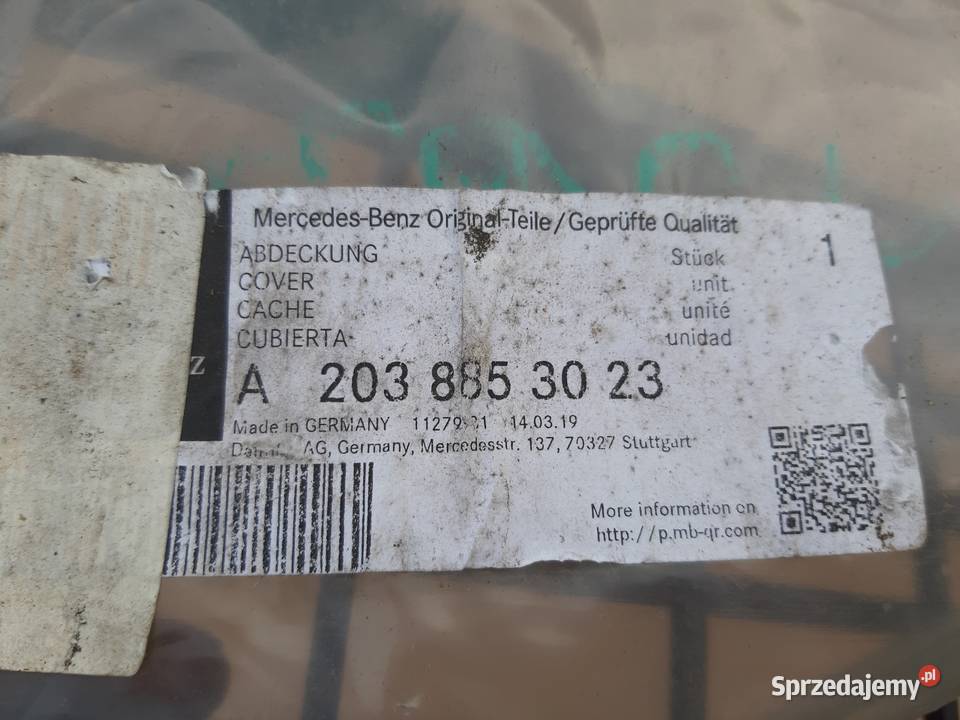 Mercedes-Benz Original-Teile/Geprüfte Qualität
ABDECKUNG Stück 1
COVER unit
CACHE unité
CUBIERTA unidad
Z
A 203 885 30 23
Made in GERMANY 14.03.19
AG, Germany, Mercedesstr. 137, 70327 Stuttgart
More information on
http://p.mb-qr.com
Sprzedajemy.pl